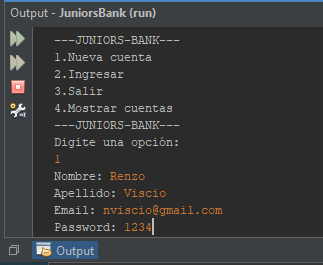 Output - JuniorsBank (run)
---JUNIORS-BANK---
1.Nueva cuenta
2.Ingresar
3.Salir
4.Mostrar cuentas
---JUNIORS-BANK---
Digite una opción:
1
Nombre: Renzo
Apellido: Viscio
Email: nviscio@gmail.com
Password: 1234
Output